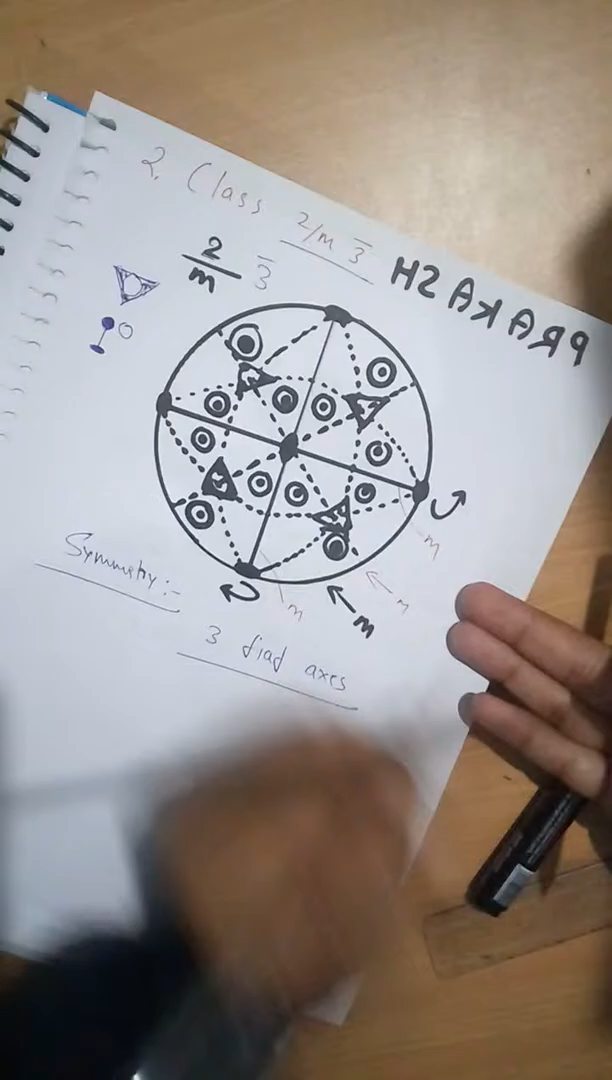 2. Class 2/m 3̅
2/m 3̅
PRAKASH
m
m
m
m
Symmetry:-
3 diad axes